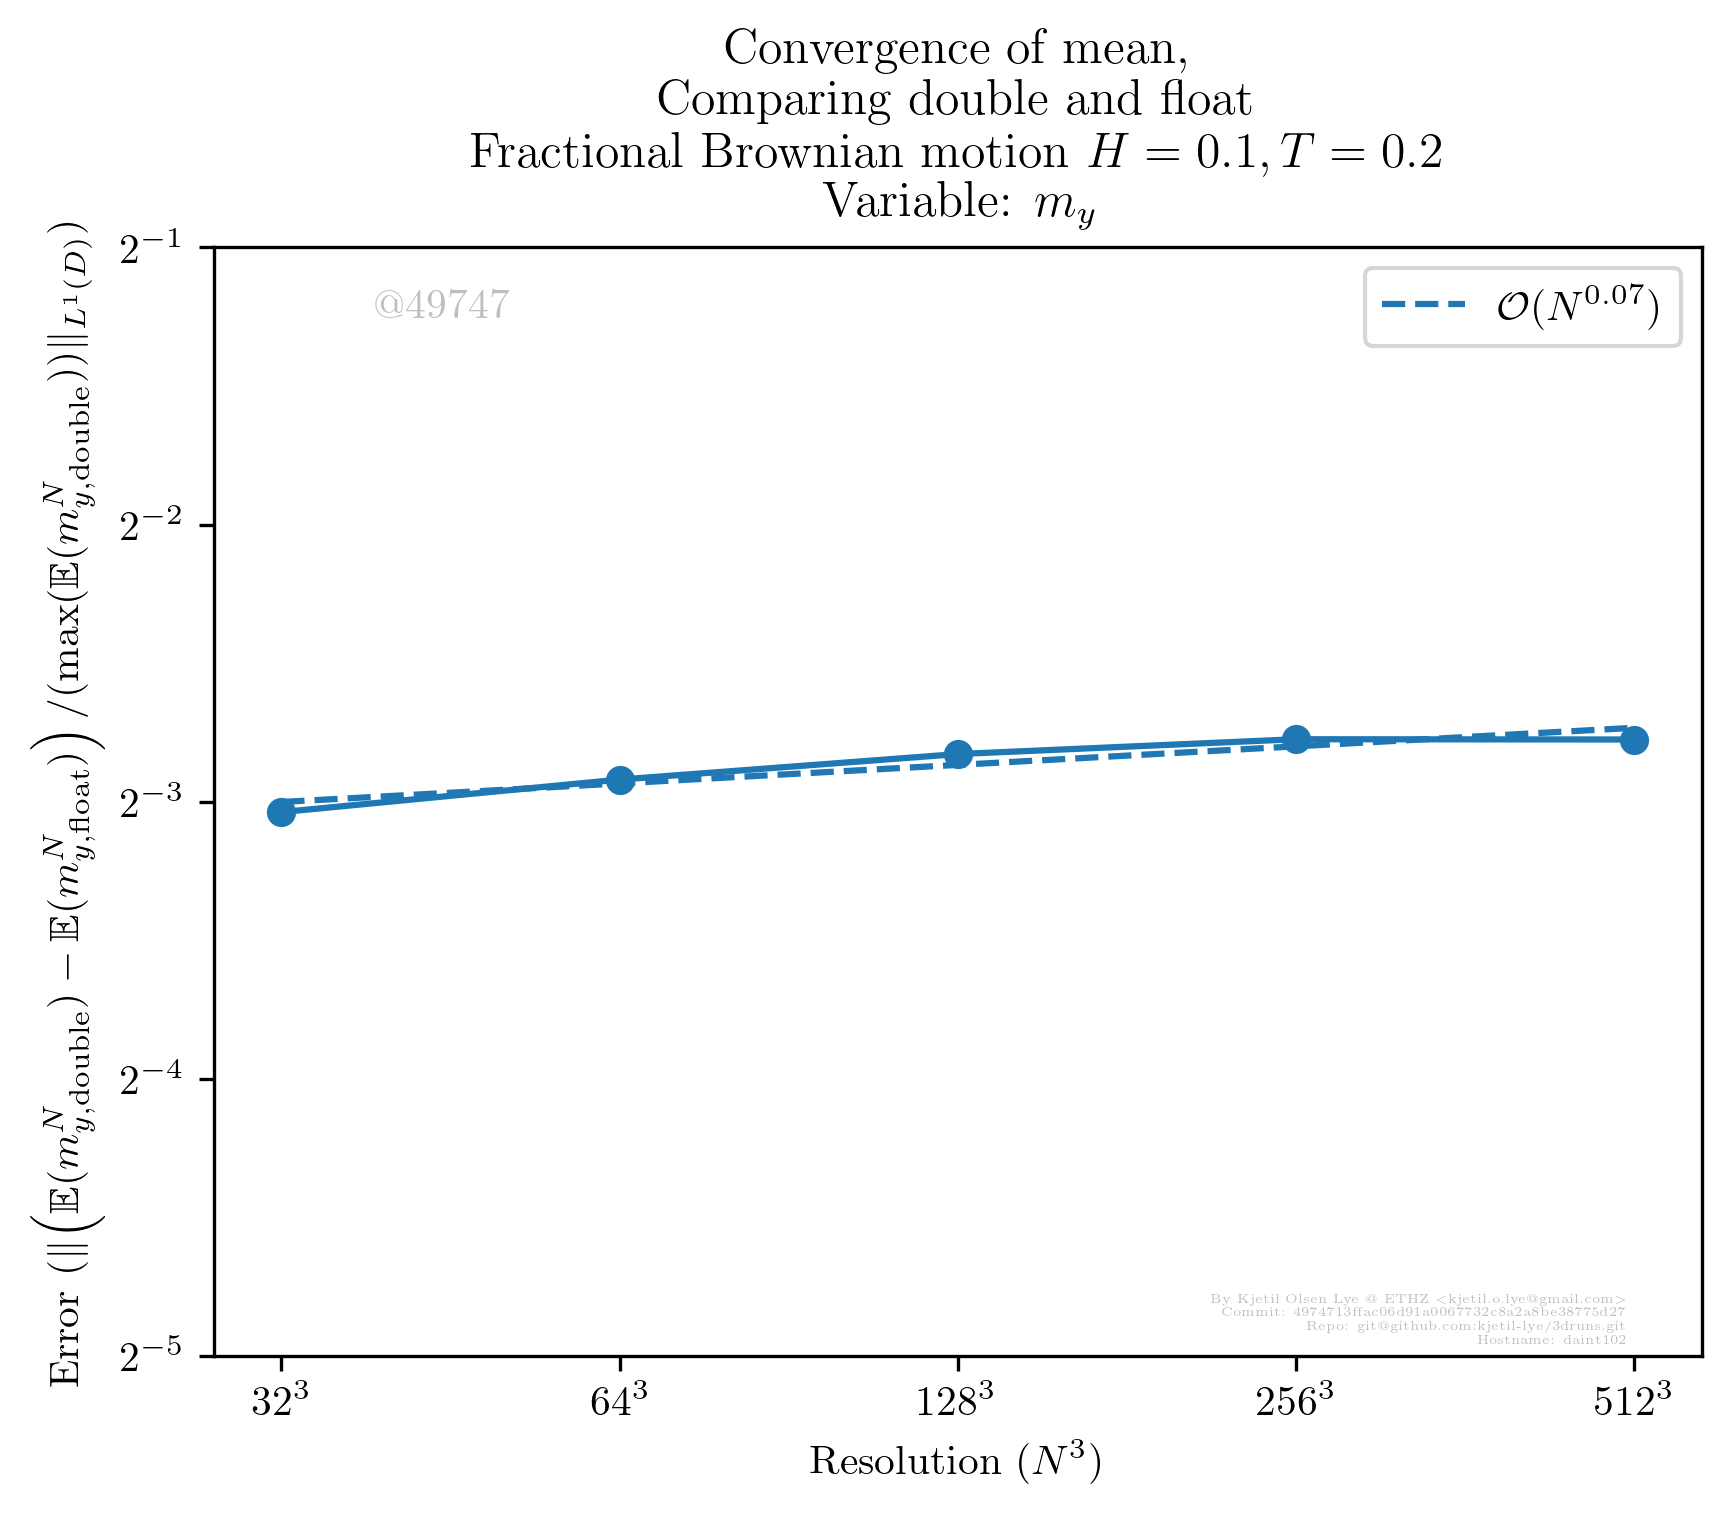 Convergence of mean,
Comparing double and float
Fractional Brownian motion H = 0.1, T = 0.2
Variable: m_y
Error (‖(𝔼(m^N_{y,double}) − 𝔼(m^N_{y,float})) /(max(𝔼(m^N_{y,double}))‖_{L^1(D)})
2^{−1}
2^{−2}
2^{−3}
2^{−4}
2^{−5}
@49747
𝒪(N^{0.07})
By Kjetil Olsen Lye @ ETHZ <kjetil.o.lye@gmail.com>
Commit: 4974713ffac06d91a0067732c8a2a8be38775d27
Repo: git@github.com:kjetil-lye/3druns.git
Hostname: daint102
32^3 64^3 128^3 256^3 512^3
Resolution (N^3)